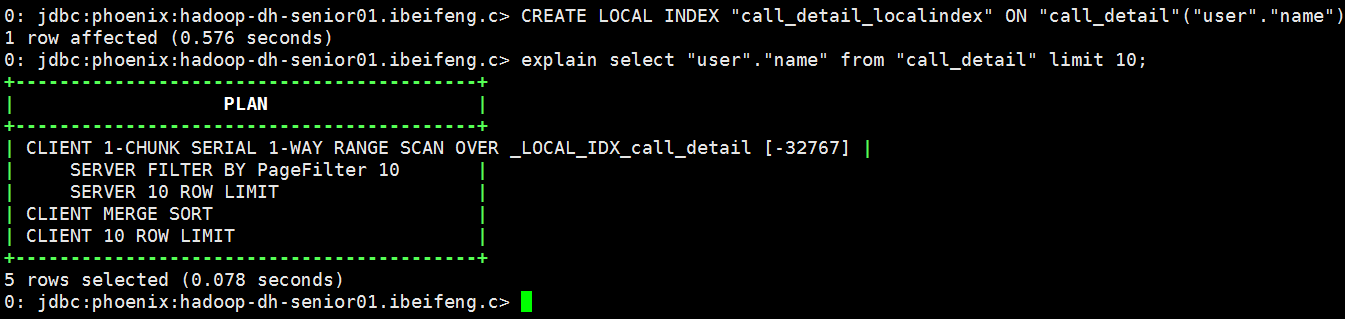 0: jdbc:phoenix:hadoop-dh-senior01.ibeifeng.c> CREATE LOCAL INDEX "call_detail_localindex" ON "call_detail"("user"."name")
1 row affected (0.576 seconds)
0: jdbc:phoenix:hadoop-dh-senior01.ibeifeng.c> explain select "user"."name" from "call_detail" limit 10;
+------------------------------------------+
|                   PLAN                   |
+------------------------------------------+
| CLIENT 1-CHUNK SERIAL 1-WAY RANGE SCAN OVER _LOCAL_IDX_call_detail [-32767] |
|     SERVER FILTER BY PageFilter 10       |
|     SERVER 10 ROW LIMIT                  |
| CLIENT MERGE SORT                        |
| CLIENT 10 ROW LIMIT                      |
+------------------------------------------+
5 rows selected (0.078 seconds)
0: jdbc:phoenix:hadoop-dh-senior01.ibeifeng.c>